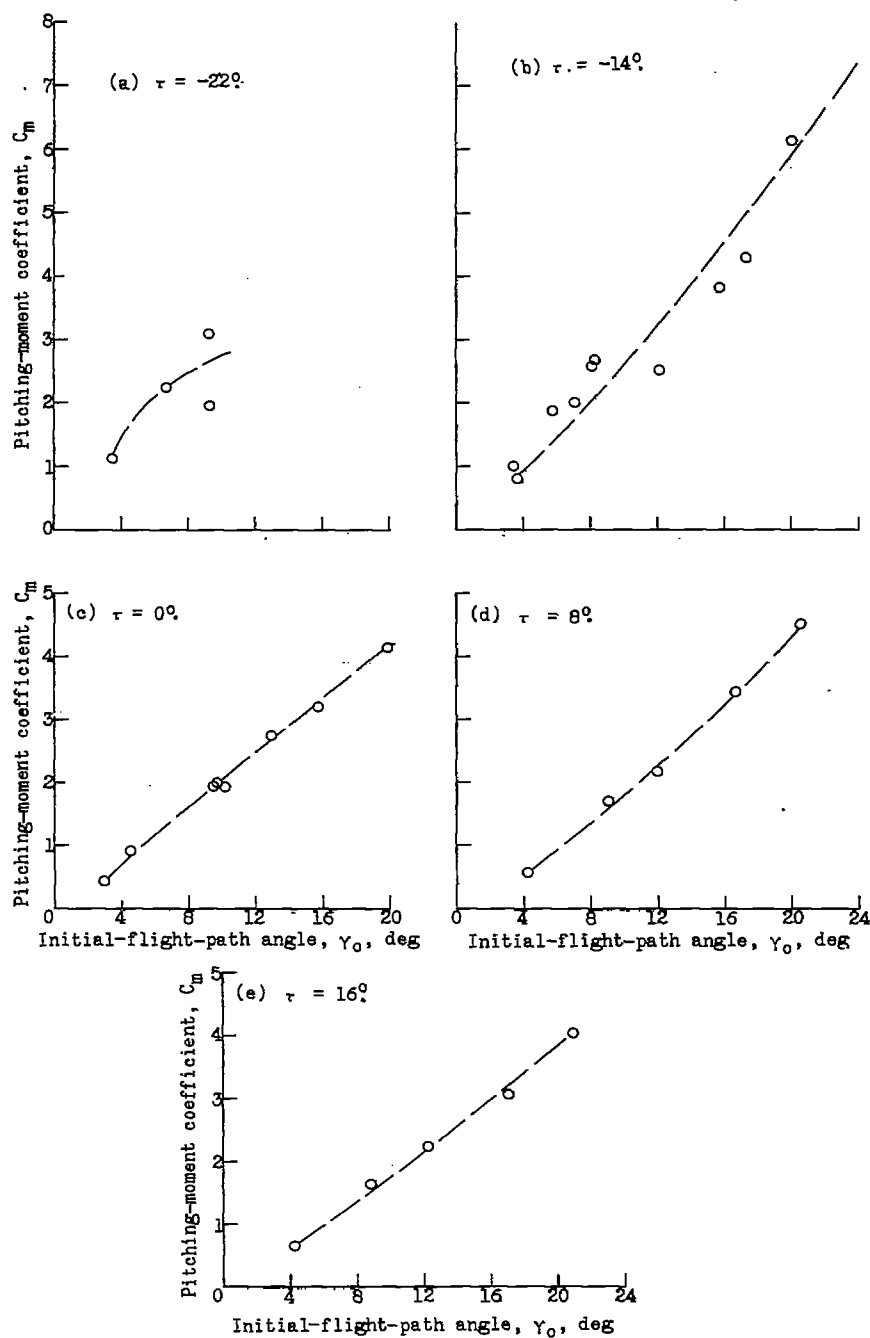 (a) τ = -22°
(b) τ = -14°
Pitching-moment coefficient, Cm
8
7
6
5
4
3
2
1
0
(c) τ = 0°
(d) τ = 8°
Pitching-moment coefficient, Cm
5
4
3
2
1
0 4 8 12 16 20
0 4 8 12 16 20 24
Initial-flight-path angle, γo, deg
Initial-flight-path angle, γo, deg
(e) τ = 16°
Pitching-moment coefficient, Cm
5
4
3
2
1
0 4 8 12 16 20 24
Initial-flight-path angle, γo, deg